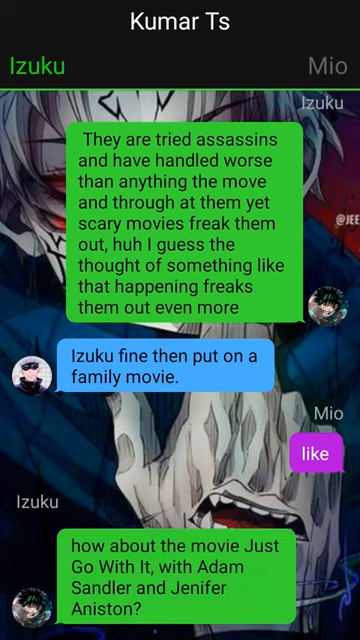 Kumar Ts
Izuku
Mio
Izuku
They are tried assassins
and have handled worse
than anything the move
and through at them yet
scary movies freak them
out, huh I guess the
thought of something like
that happening freaks
them out even more
@JEE
Izuku fine then put on a
family movie.
Mio
like
Izuku
how about the movie Just
Go With It, with Adam
Sandler and Jenifer
Aniston?